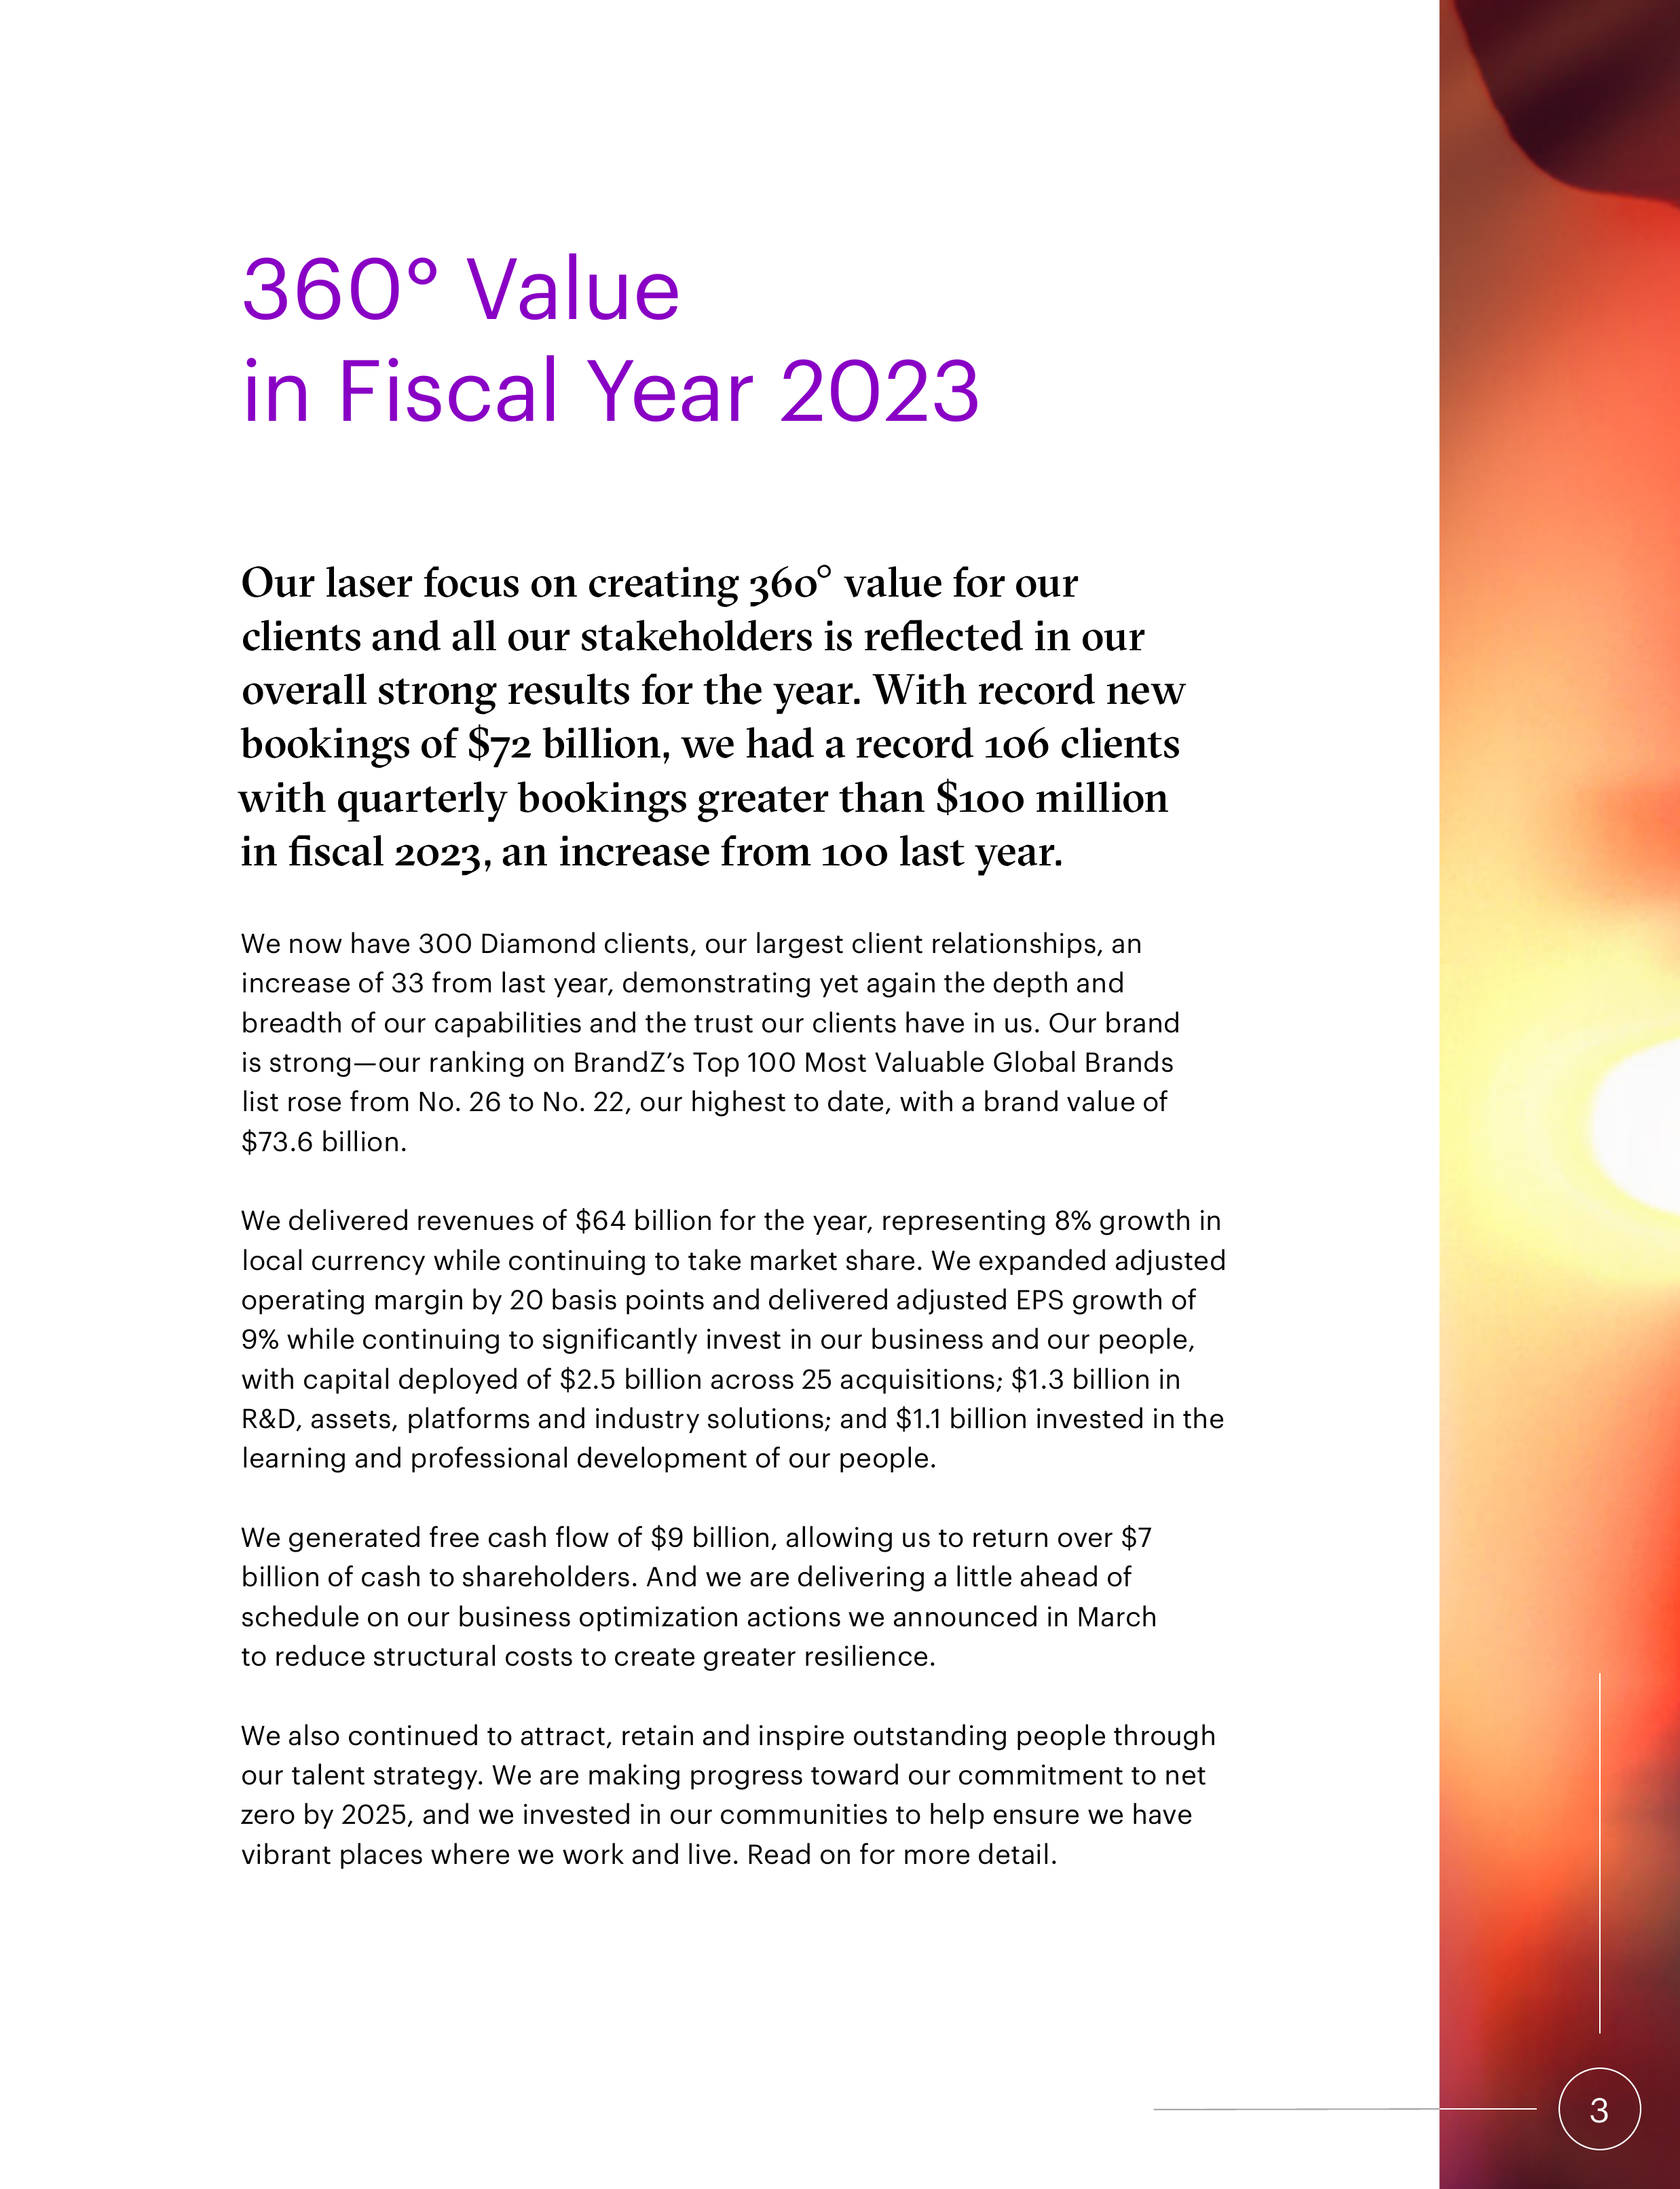 360° Value
in Fiscal Year 2023
Our laser focus on creating 360° value for our
clients and all our stakeholders is reflected in our
overall strong results for the year. With record new
bookings of $72 billion, we had a record 106 clients
with quarterly bookings greater than $100 million
in fiscal 2023, an increase from 100 last year.
We now have 300 Diamond clients, our largest client relationships, an
increase of 33 from last year, demonstrating yet again the depth and
breadth of our capabilities and the trust our clients have in us. Our brand
is strong—our ranking on BrandZ’s Top 100 Most Valuable Global Brands
list rose from No. 26 to No. 22, our highest to date, with a brand value of
$73.6 billion.
We delivered revenues of $64 billion for the year, representing 8% growth in
local currency while continuing to take market share. We expanded adjusted
operating margin by 20 basis points and delivered adjusted EPS growth of
9% while continuing to significantly invest in our business and our people,
with capital deployed of $2.5 billion across 25 acquisitions; $1.3 billion in
R&D, assets, platforms and industry solutions; and $1.1 billion invested in the
learning and professional development of our people.
We generated free cash flow of $9 billion, allowing us to return over $7
billion of cash to shareholders. And we are delivering a little ahead of
schedule on our business optimization actions we announced in March
to reduce structural costs to create greater resilience.
We also continued to attract, retain and inspire outstanding people through
our talent strategy. We are making progress toward our commitment to net
zero by 2025, and we invested in our communities to help ensure we have
vibrant places where we work and live. Read on for more detail.
3